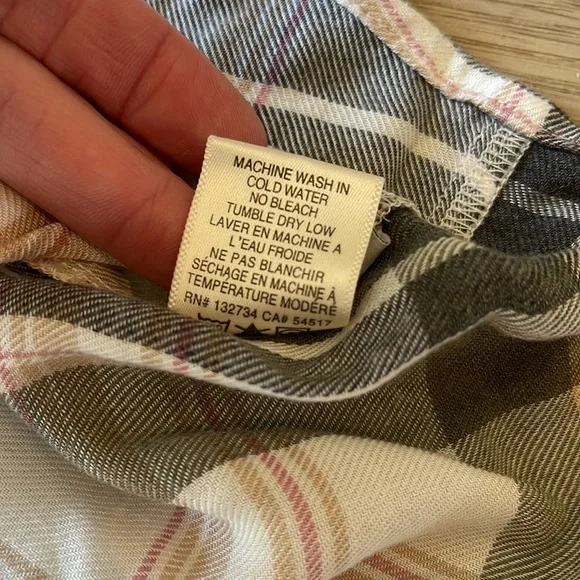 MACHINE WASH IN
COLD WATER
NO BLEACH
TUMBLE DRY LOW
LAVER EN MACHINE A
L'EAU FROIDE
NE PAS BLANCHIR
SÉCHAGE EN MACHINE À
TEMPERATURE MODÉRÉ
RN# 132734 CA# 54517